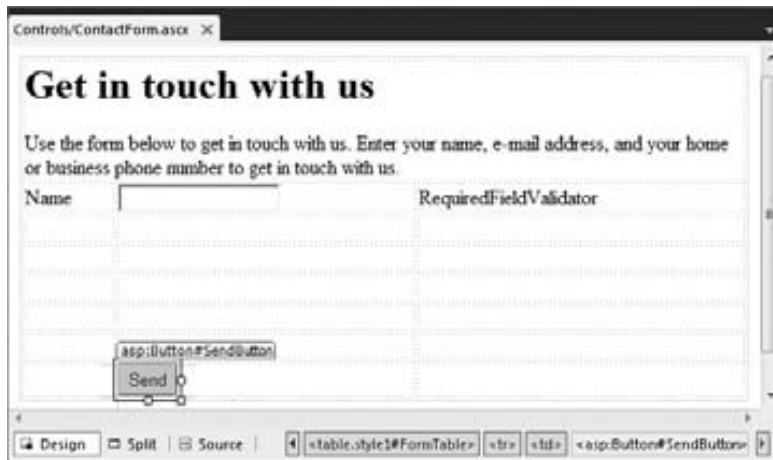 Controls/ContactForm.ascx X
Get in touch with us
Use the form below to get in touch with us. Enter your name, e-mail address, and your home
or business phone number to get in touch with us.
Name RequiredFieldValidator
asp:Button#SendButton
Send
Design Split Source <table.style1#FormTable> <tr> <td> <asp:Button#SendButton>